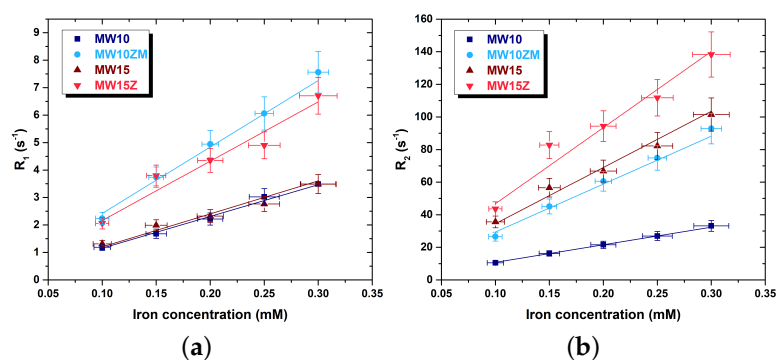 MW10
MW10ZM
MW15
MW15Z
R1 (s-1)
9
8
7
6
5
4
3
2
1
0
0.05 0.10 0.15 0.20 0.25 0.30 0.35
Iron concentration (mM)
(a)
MW10
MW10ZM
MW15
MW15Z
R2 (s-1)
160
140
120
100
80
60
40
20
0
0.05 0.10 0.15 0.20 0.25 0.30 0.35
Iron concentration (mM)
(b)